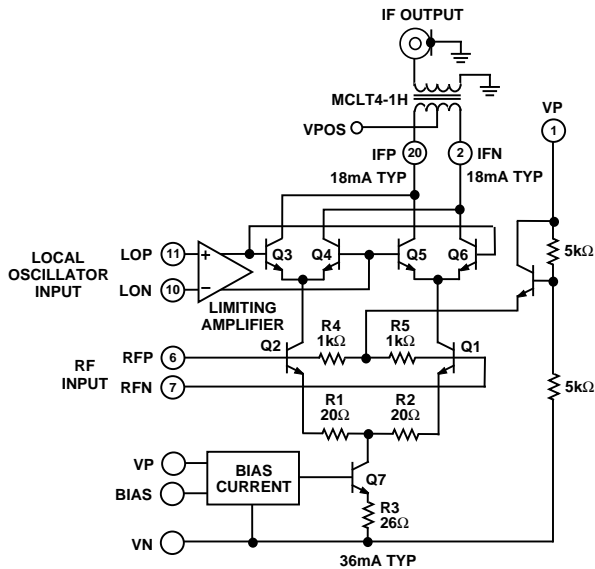 IF OUTPUT
MCLT4-1H
VPOS
VP
1
IFP
20
2
IFN
18mA TYP
18mA TYP
LOCAL
OSCILLATOR
INPUT
LOP
11
+
LON
10
–
LIMITING
AMPLIFIER
Q3
Q4
Q5
Q6
5kΩ
R4
1kΩ
R5
1kΩ
Q2
Q1
RF
INPUT
RFP
6
RFN
7
5kΩ
R1
20Ω
R2
20Ω
VP
BIAS
BIAS
CURRENT
Q7
R3
26Ω
VN
36mA TYP